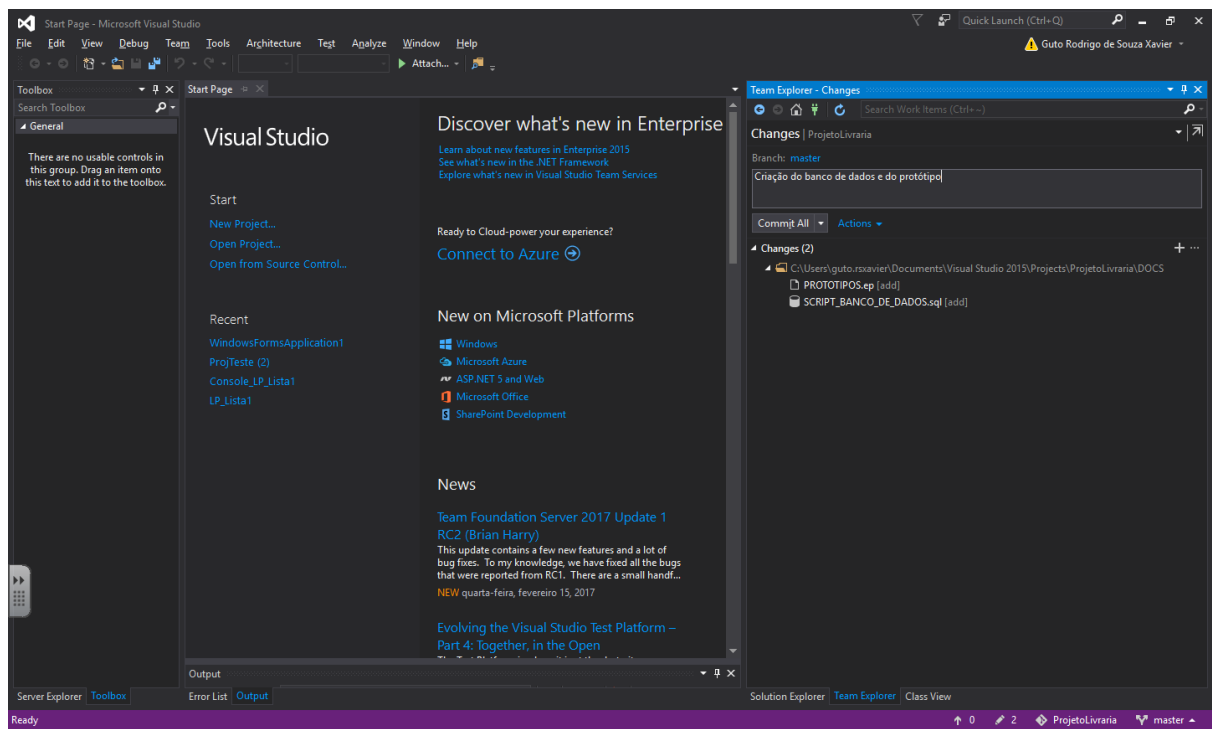 Start Page - Microsoft Visual Studio
Quick Launch (Ctrl+Q)
File Edit View Debug Team Tools Architecture Test Analyze Window Help
Guto Rodrigo de Souza Xavier
Attach...
Toolbox
Search Toolbox
General
There are no usable controls in
this group. Drag an item onto
this text to add it to the toolbox.
Start Page
Visual Studio
Start
New Project...
Open Project...
Open from Source Control...
Recent
WindowsFormsApplication1
ProjTeste (2)
Console_LP_Lista1
LP_Lista1
Discover what's new in Enterprise
Learn about new features in Enterprise 2015
See what's new in the .NET Framework
Explore what's new in Visual Studio Team Services
Ready to Cloud-power your experience?
Connect to Azure
New on Microsoft Platforms
Windows
Microsoft Azure
ASP.NET 5 and Web
Microsoft Office
SharePoint Development
News
Team Foundation Server 2017 Update 1
RC2 (Brian Harry)
This update contains a few new features and a lot of
bug fixes. To my knowledge, we have fixed all the bugs
that were reported from RC1. There are a small handf...
NEW quarta-feira, fevereiro 15, 2017
Evolving the Visual Studio Test Platform –
Part 4: Together, in the Open
Team Explorer - Changes
Search Work Items (Ctrl+~)
Changes | ProjetoLivraria
Branch: master
Criação do banco de dados e do protótipo
Commit All Actions
Changes (2)
C:\Users\guto.rsxavier\Documents\Visual Studio 2015\Projects\ProjetoLivraria\DOCS
PROTOTIPOS.ep [add]
SCRIPT_BANCO_DE_DADOS.sql [add]
Output
Server Explorer Toolbox
Error List Output
Solution Explorer Team Explorer Class View
Ready
0 2 ProjetoLivraria master